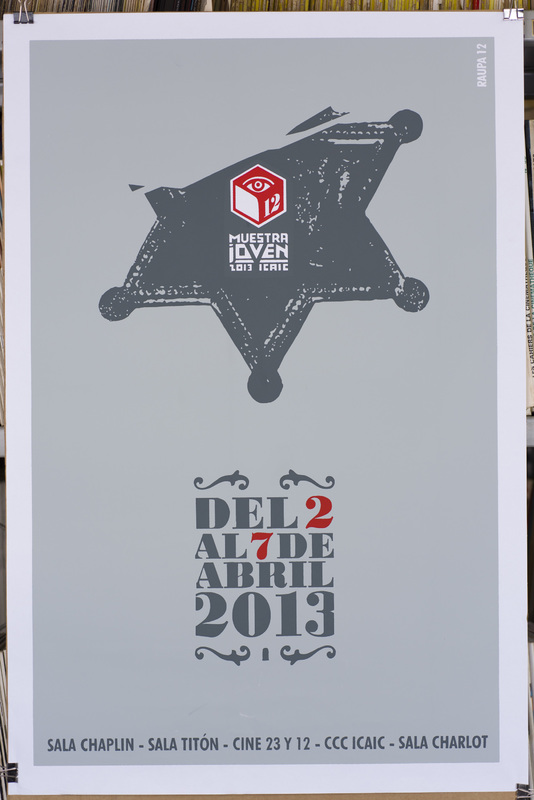 RAUPA 12
12
MUESTRA
JOVEN
2013 ICAIC
DEL 2
AL 7 DE
ABRIL
2013
SALA CHAPLIN - SALA TITÓN - CINE 23 Y 12 - CCC ICAIC - SALA CHARLOT